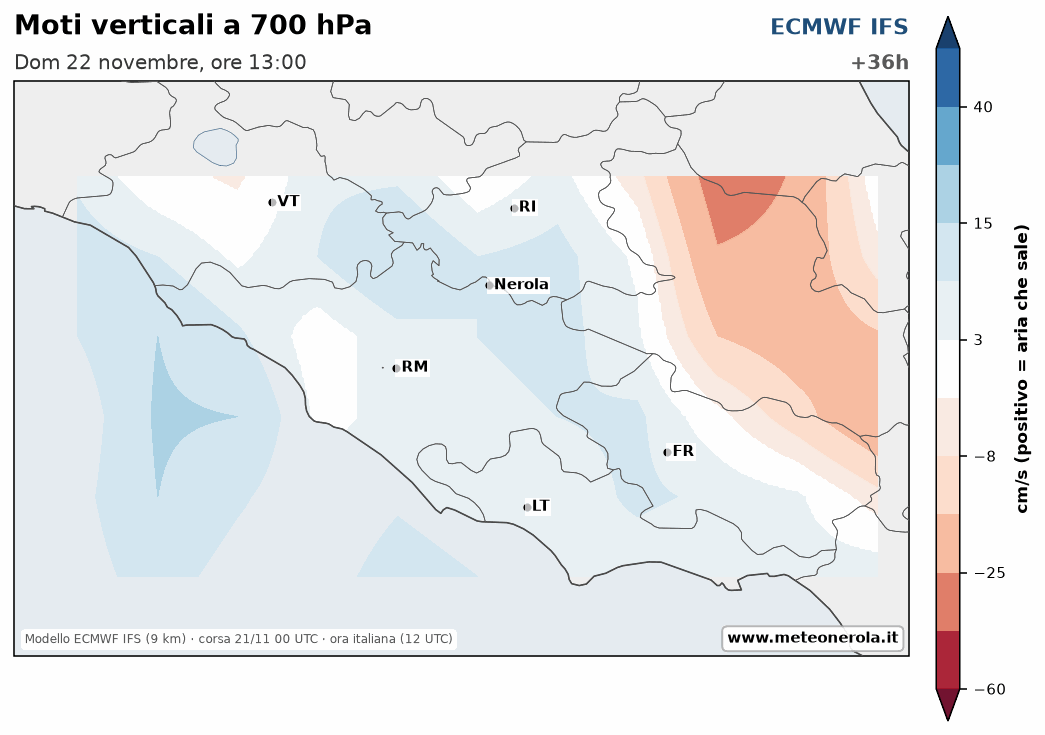 Moti verticali a 700 hPa
ECMWF IFS
Dom 22 novembre, ore 13:00
+36h
VT
RI
Nerola
RM
FR
LT
40
15
3
−8
−25
−60
cm/s (positivo = aria che sale)
Modello ECMWF IFS (9 km) · corsa 21/11 00 UTC · ora italiana (12 UTC)
www.meteonerola.it